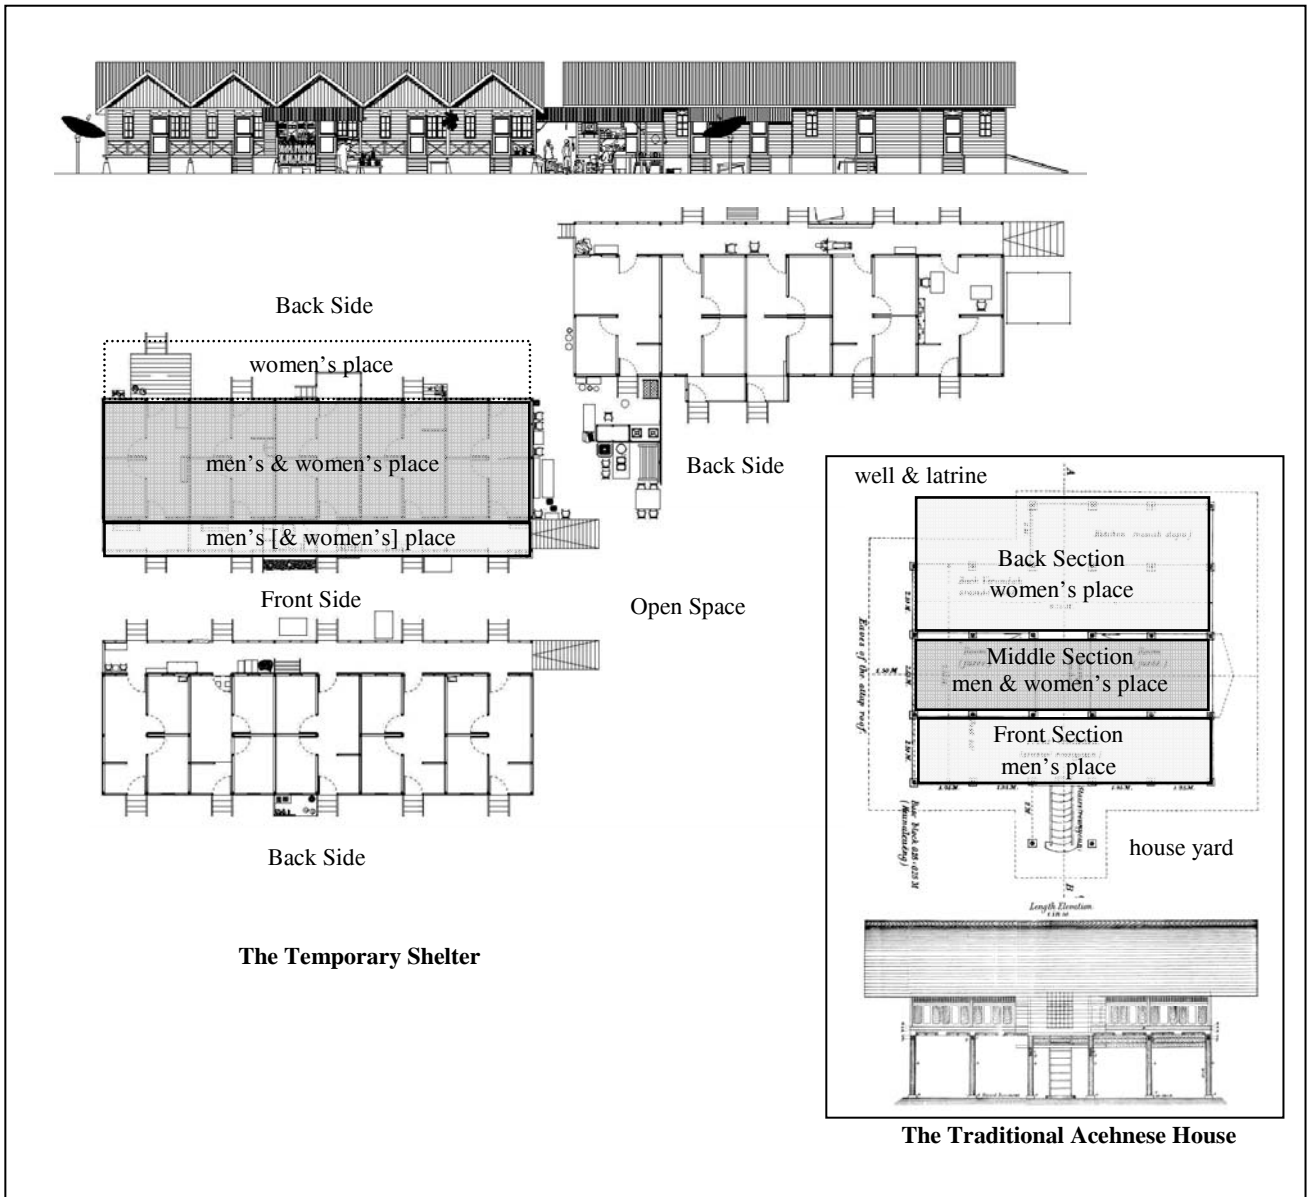 Back Side
women's place
men's & women's place
men's [& women's] place
Front Side
Back Side
Open Space
Back Side
The Temporary Shelter
well & latrine
A
Back Section
women's place
Middle Section
men & women's place
Front Section
men's place
Eaves of the attap roof.
house yard
B
Length Elevation
The Traditional Acehnese House